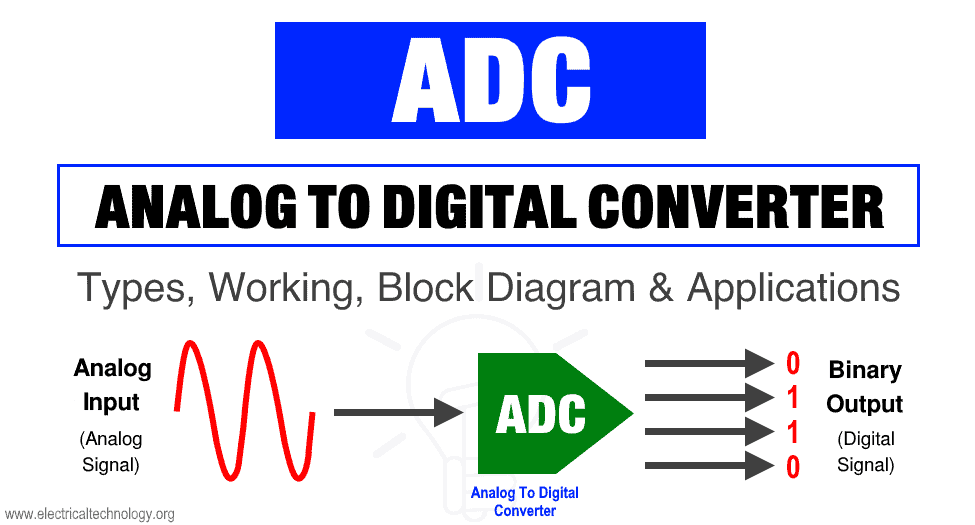 ADC
ANALOG TO DIGITAL CONVERTER
Types, Working, Block Diagram & Applications
Analog
Input
(Analog
Signal)
ADC
Analog To Digital
Converter
0
1
1
0
Binary
Output
(Digital
Signal)
www.electricaltechnology.org